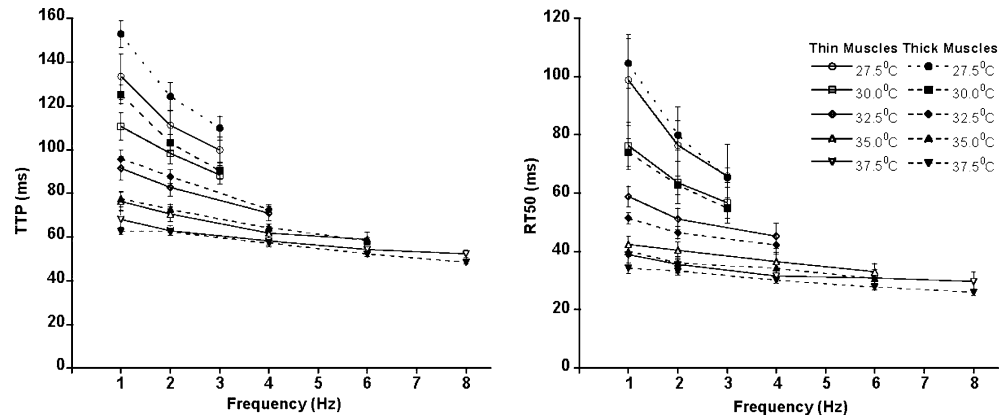 TTP (ms)
160
140
120
100
80
60
40
20
0
1 2 3 4 5 6 7 8
Frequency (Hz)
RT50 (ms)
120
100
80
60
40
20
0
1 2 3 4 5 6 7 8
Frequency (Hz)
Thin Muscles Thick Muscles
27.5⁰C 27.5⁰C
30.0⁰C 30.0⁰C
32.5⁰C 32.5⁰C
35.0⁰C 35.0⁰C
37.5⁰C 37.5⁰C